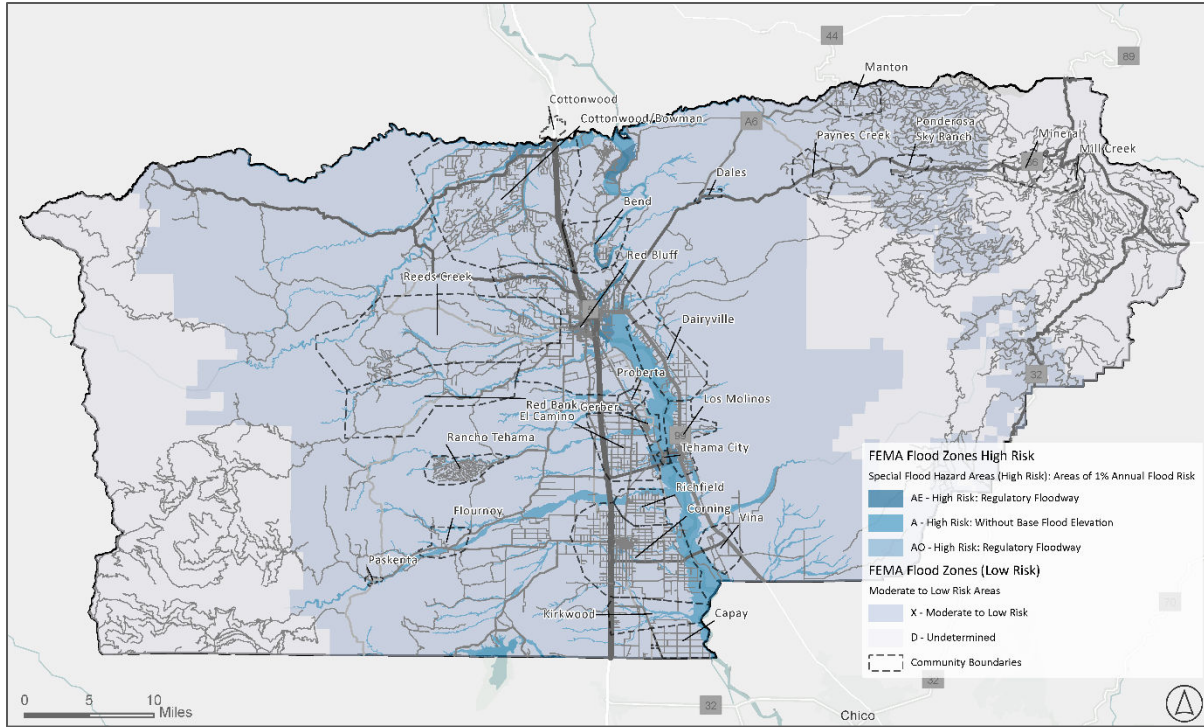 44
89
Manton
Cottonwood
Cottonwood/Bowman
A6
Paynes Creek
Ponderosa
Sky Ranch
Mineral
Mill Creek
Dales
Bend
Red Bluff
Reeds Creek
Dairyville
Proberta
32
Los Molinos
Red Bank
Gerber
El Camino
Tehama City
Rancho Tehama
Richfield
Corning
Flournoy
Vina
Paskenta
Kirkwood
Capay
FEMA Flood Zones High Risk
Special Flood Hazard Areas (High Risk): Areas of 1% Annual Flood Risk
AE - High Risk: Regulatory Floodway
A - High Risk: Without Base Flood Elevation
AO - High Risk: Regulatory Floodway
FEMA Flood Zones (Low Risk)
Moderate to Low Risk Areas
X - Moderate to Low Risk
D - Undetermined
Community Boundaries
0 5 10
Miles
32
32
Chico